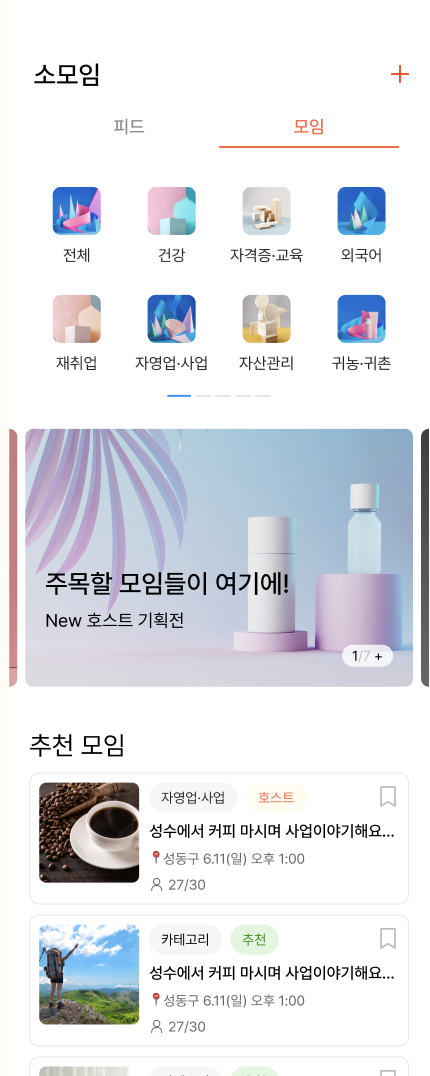 소모임
피드
모임
전체
건강
자격증·교육
외국어
재취업
자영업·사업
자산관리
귀농·귀촌
주목할 모임들이 여기에!
New 호스트 기획전
1/7 +
추천 모임
자영업·사업
호스트
성수에서 커피 마시며 사업이야기해요...
성동구 6.11(일) 오후 1:00
27/30
카테고리
추천
성수에서 커피 마시며 사업이야기해요...
성동구 6.11(일) 오후 1:00
27/30